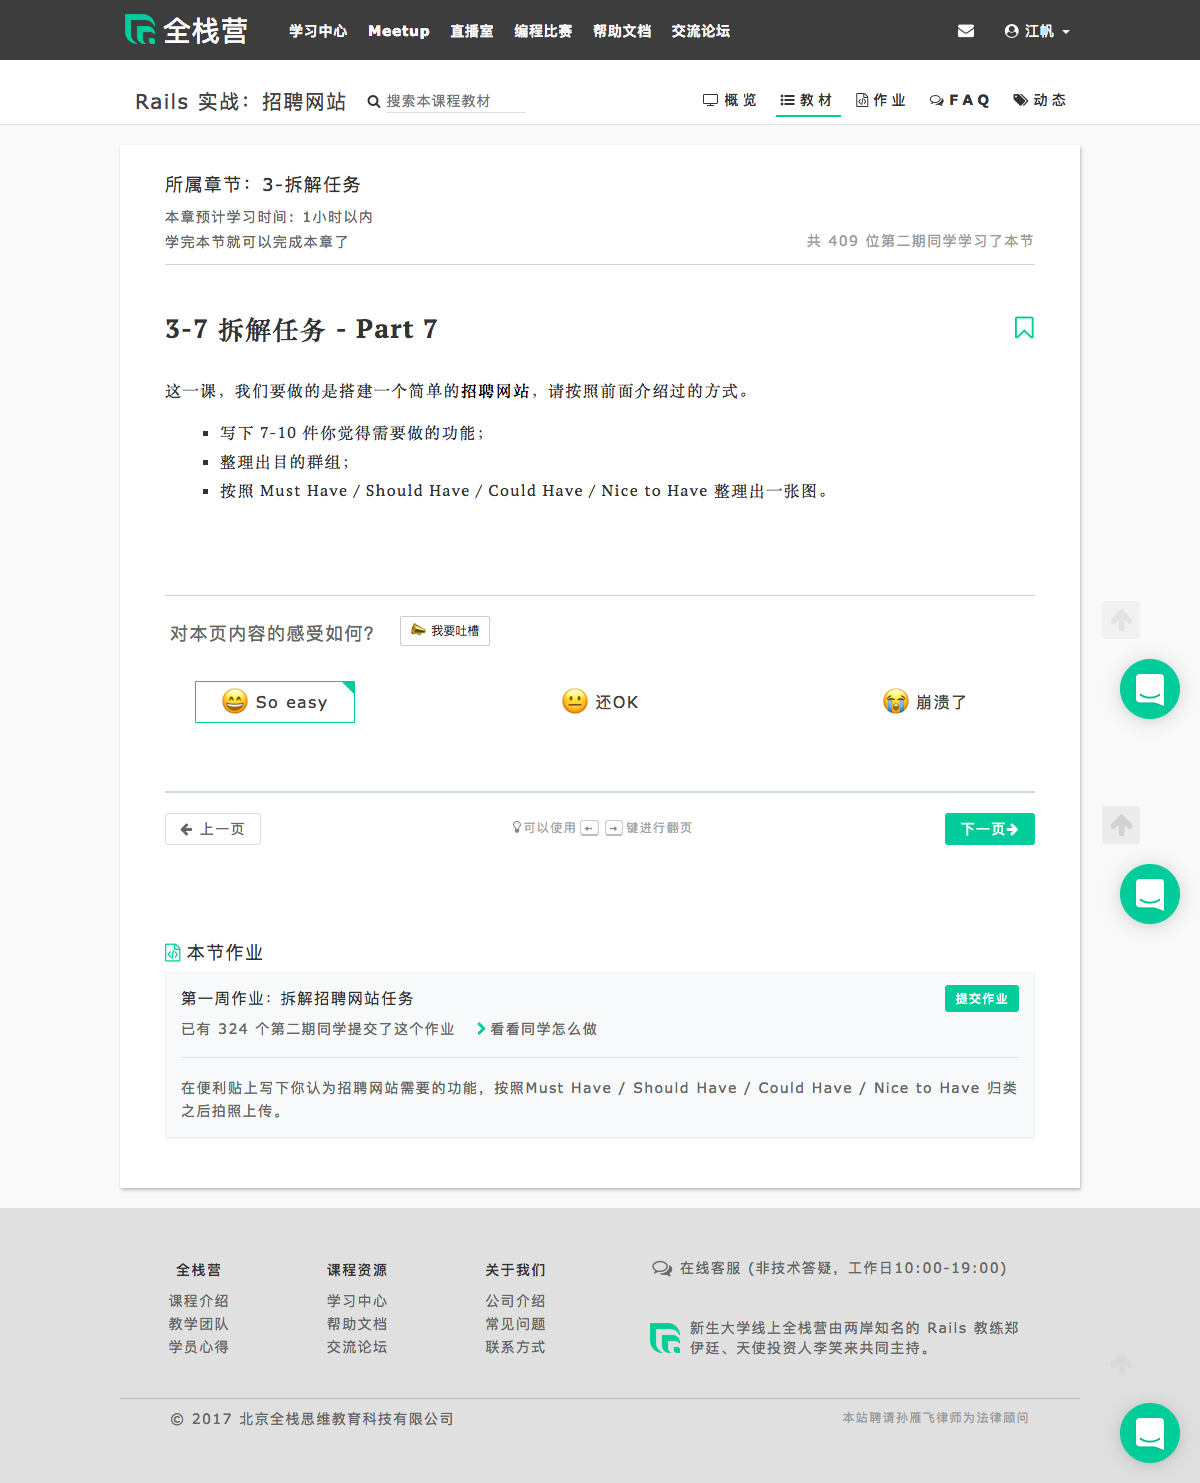 全栈营 学习中心 Meetup 直播室 编程比赛 帮助文档 交流论坛 江帆
Rails 实战：招聘网站 搜索本课程教材 概览 教材 作业 FAQ 动态
所属章节：3-拆解任务
本章预计学习时间：1小时以内
学完本节就可以完成本章了 共 409 位第二期同学学习了本节
3-7 拆解任务 - Part 7
这一课，我们要做的是搭建一个简单的招聘网站，请按照前面介绍过的方式。
写下 7-10 件你觉得需要做的功能；
整理出目的群组；
按照 Must Have / Should Have / Could Have / Nice to Have 整理出一张图。
对本页内容的感受如何？ 我要吐槽
So easy 还OK 崩溃了
上一页 可以使用 ← → 键进行翻页 下一页
本节作业
第一周作业：拆解招聘网站任务 提交作业
已有 324 个第二期同学提交了这个作业 看看同学怎么做
在便利贴上写下你认为招聘网站需要的功能，按照Must Have / Should Have / Could Have / Nice to Have 归类
之后拍照上传。
全栈营 课程资源 关于我们 在线客服 (非技术答疑，工作日10:00-19:00)
课程介绍 学习中心 公司介绍
教学团队 帮助文档 常见问题 新生大学线上全栈营由两岸知名的 Rails 教练郑
学员心得 交流论坛 联系方式 伊廷、天使投资人李笑来共同主持。
© 2017 北京全栈思维教育科技有限公司 本站聘请孙雁飞律师为法律顾问